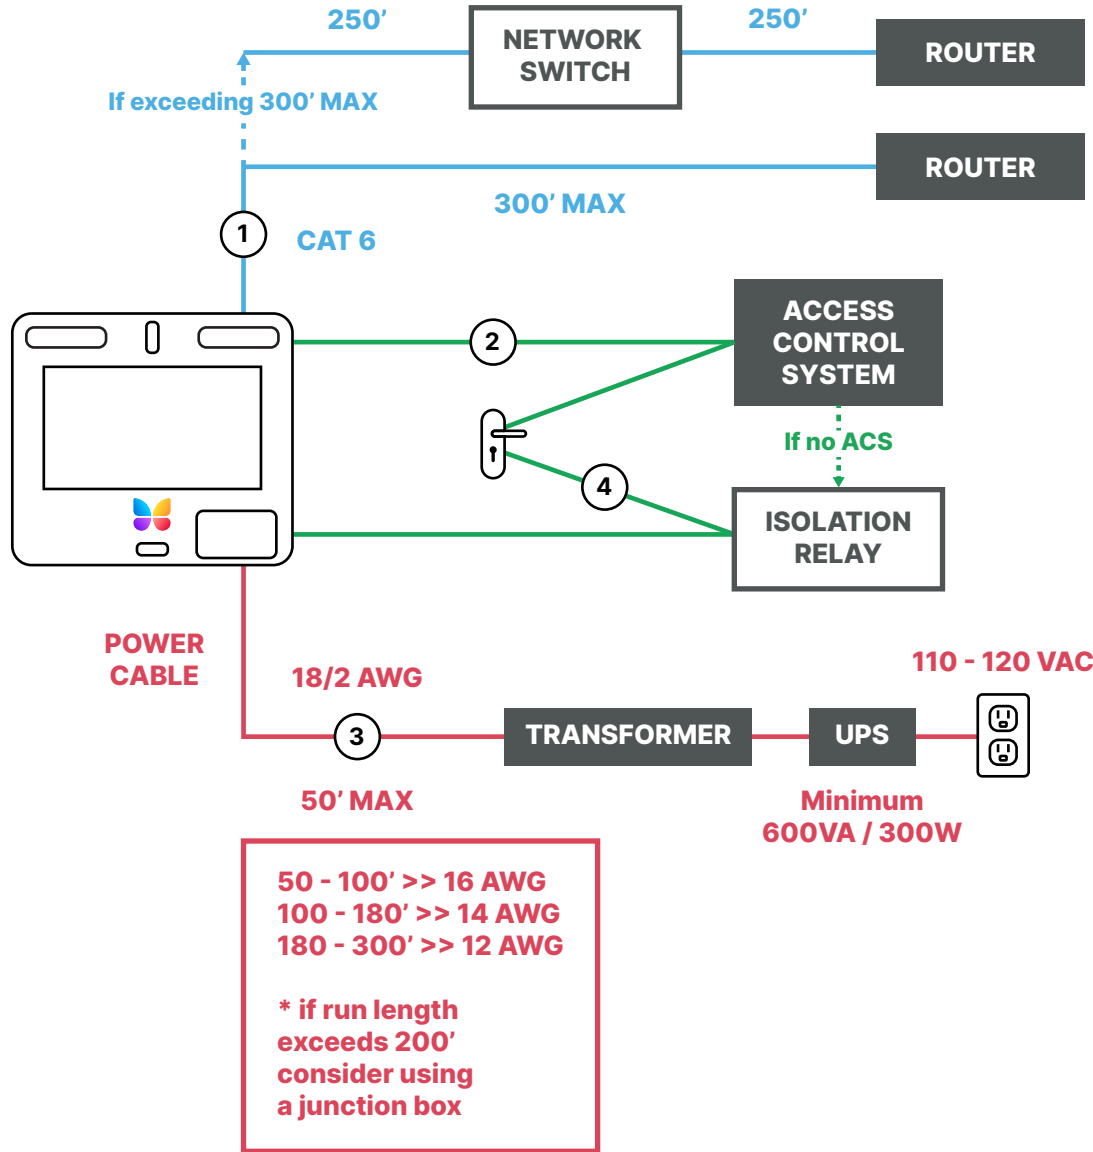 250’
250’
NETWORK
SWITCH
ROUTER
If exceeding 300’ MAX
ROUTER
300’ MAX
1
CAT 6
ACCESS
CONTROL
SYSTEM
2
If no ACS
4
ISOLATION
RELAY
POWER
CABLE
18/2 AWG
110 - 120 VAC
3
TRANSFORMER
UPS
50’ MAX
Minimum
600VA / 300W
50 - 100’ >> 16 AWG
100 - 180’ >> 14 AWG
180 - 300’ >> 12 AWG
* if run length
exceeds 200’
consider using
a junction box